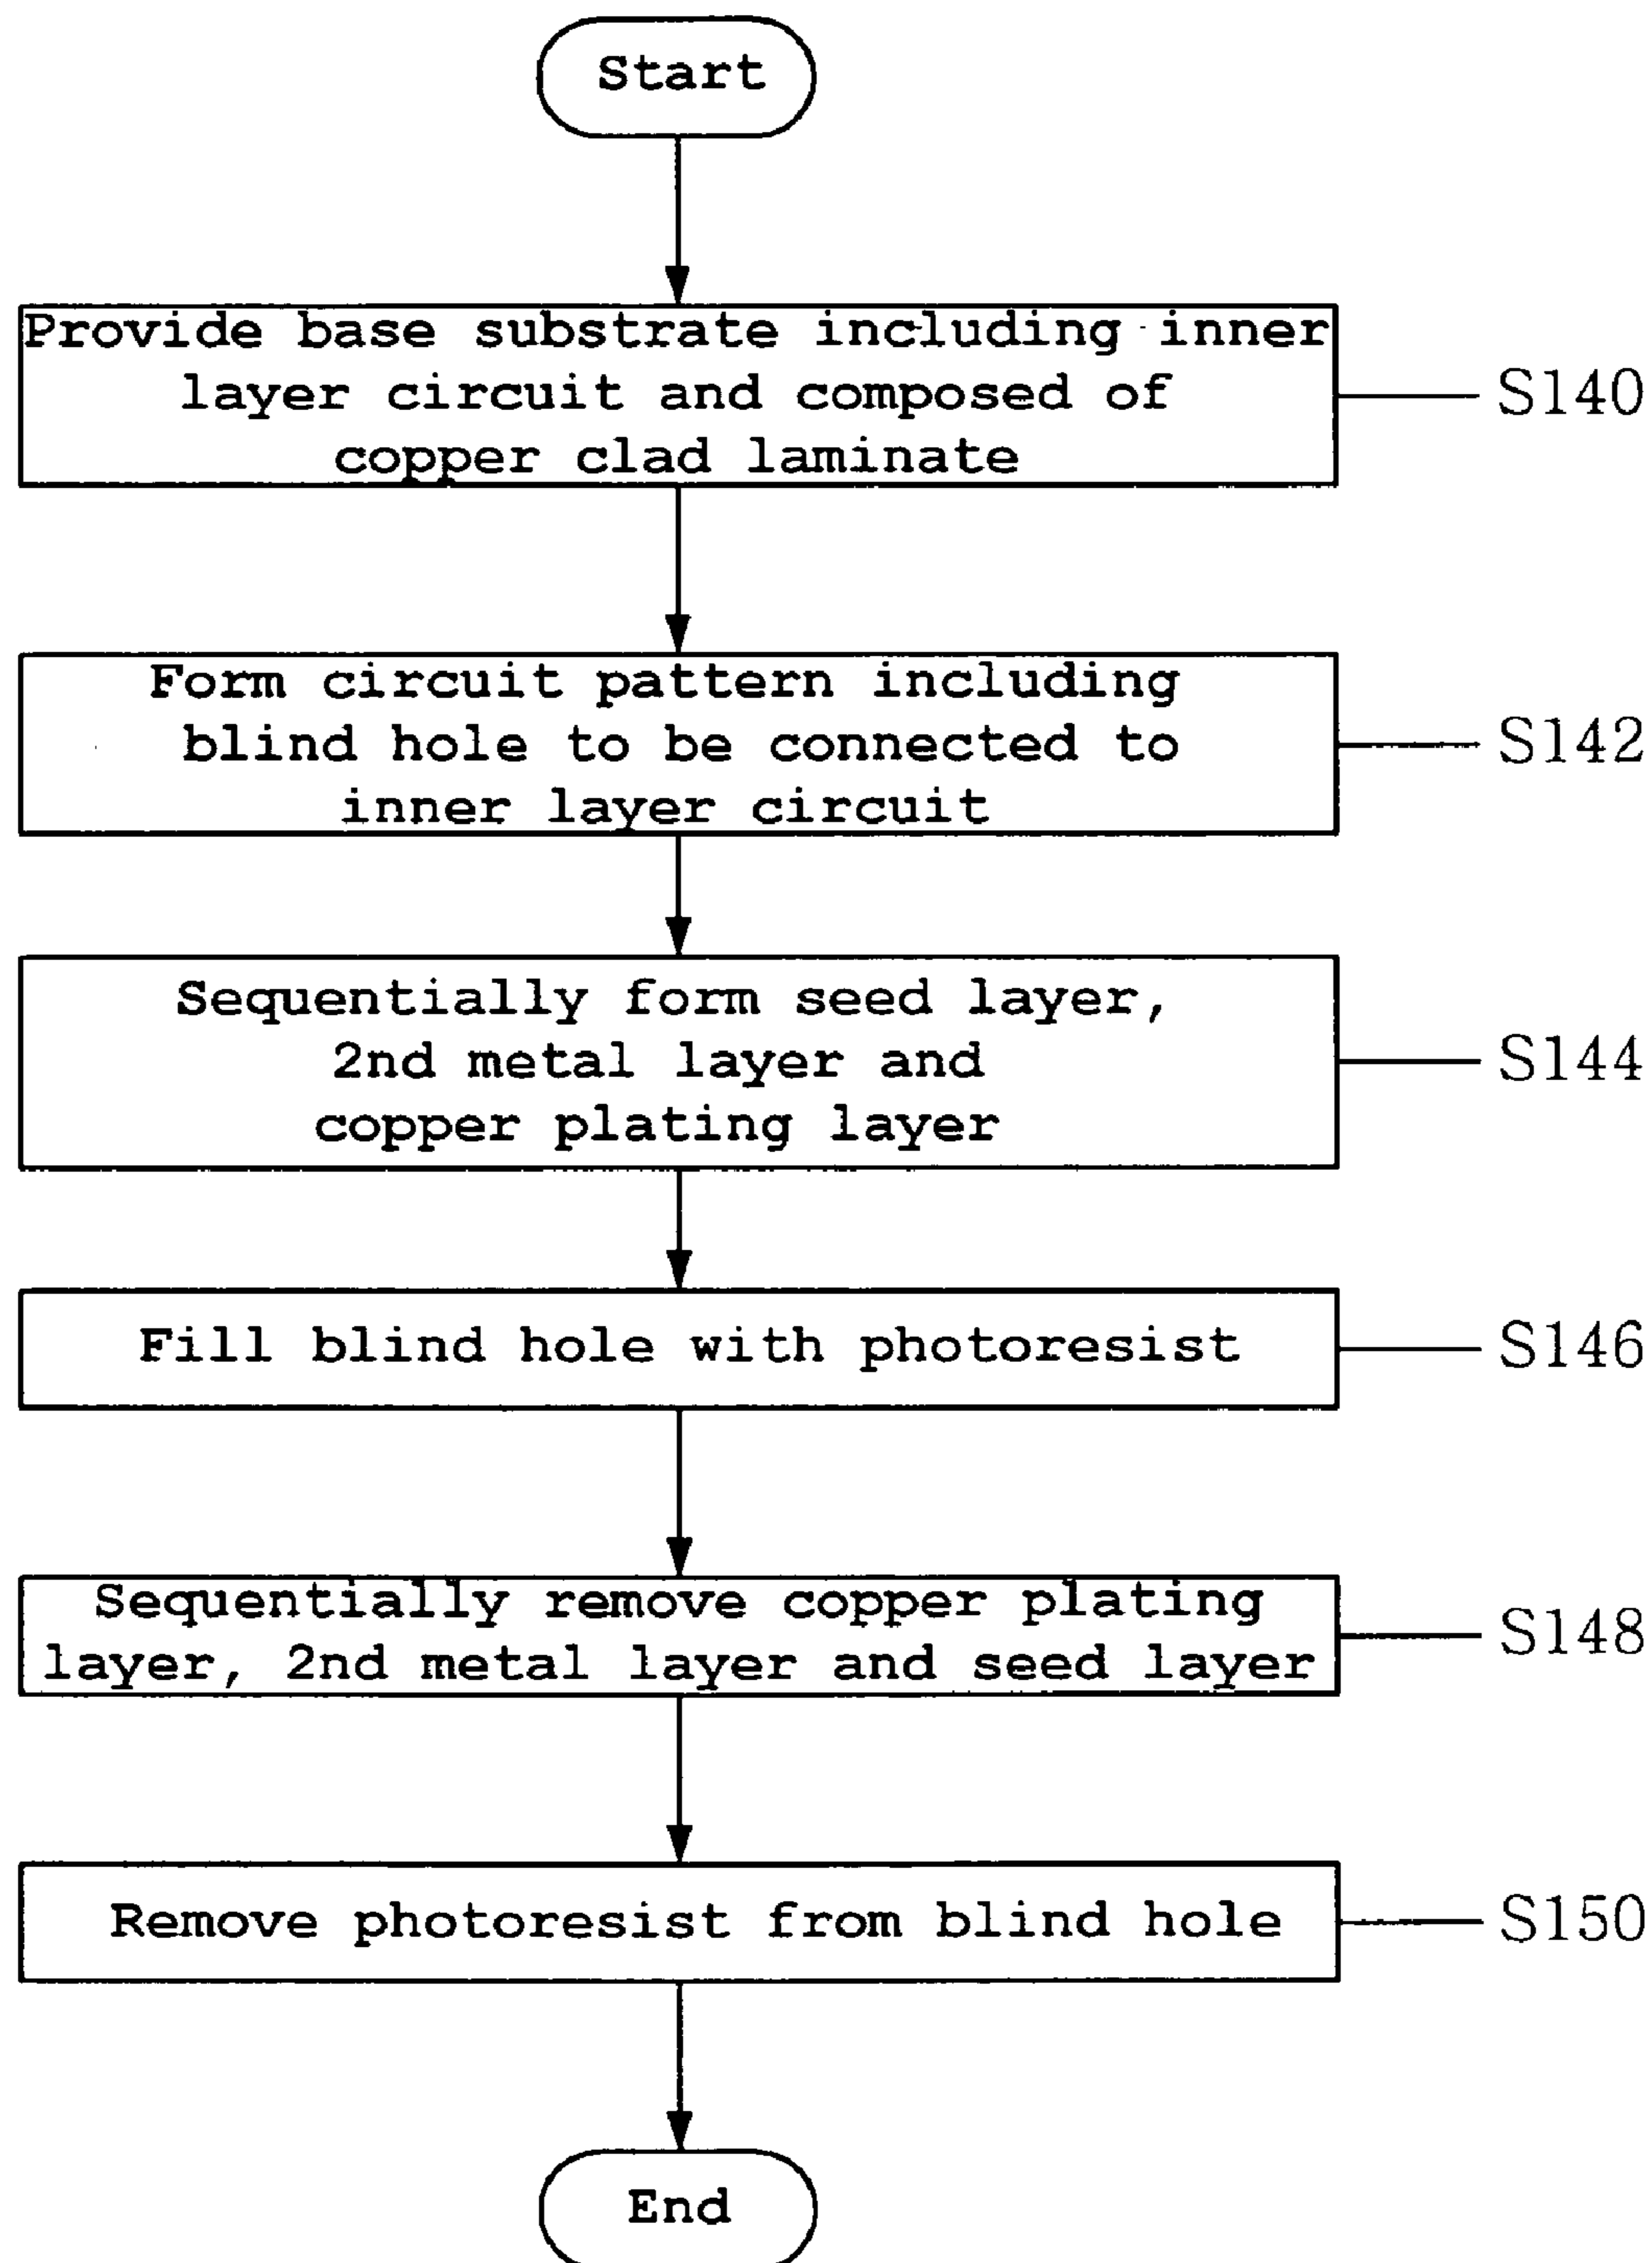 Start
Provide base substrate including inner
layer circuit and composed of
copper clad laminate
S140
Form circuit pattern including
blind hole to be connected to
inner layer circuit
S142
Sequentially form seed layer,
2nd metal layer and
copper plating layer
S144
Fill blind hole with photoresist
S146
Sequentially remove copper plating
layer, 2nd metal layer and seed layer
S148
Remove photoresist from blind hole
S150
End